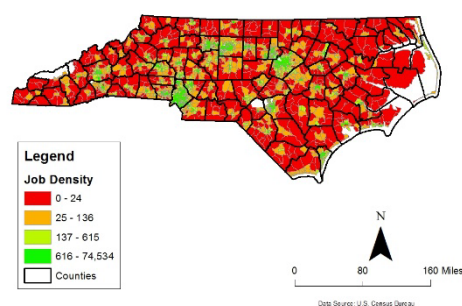 Legend
Job Density
0 - 24
25 - 136
137 - 615
616 - 74,534
Counties
N
0 80 160 Miles
Data Source: U.S. Census Bureau